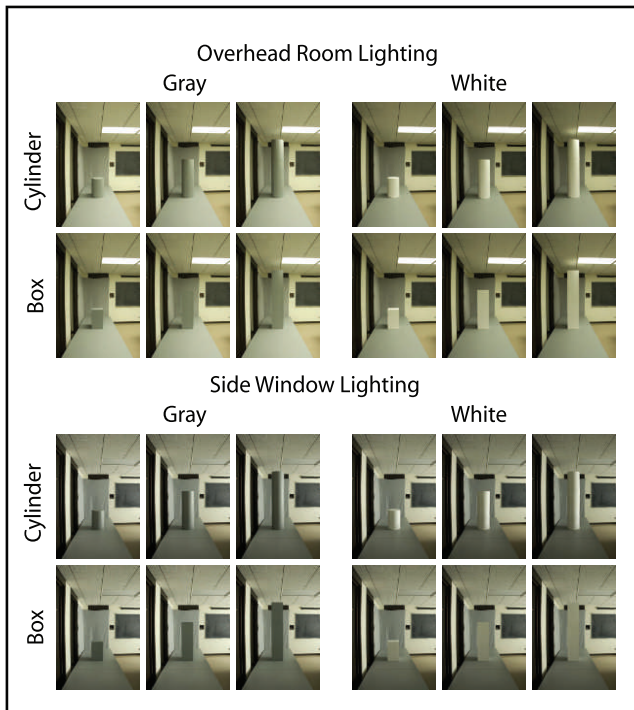 Overhead Room Lighting
Gray White
Cylinder
Box
Side Window Lighting
Gray White
Cylinder
Box